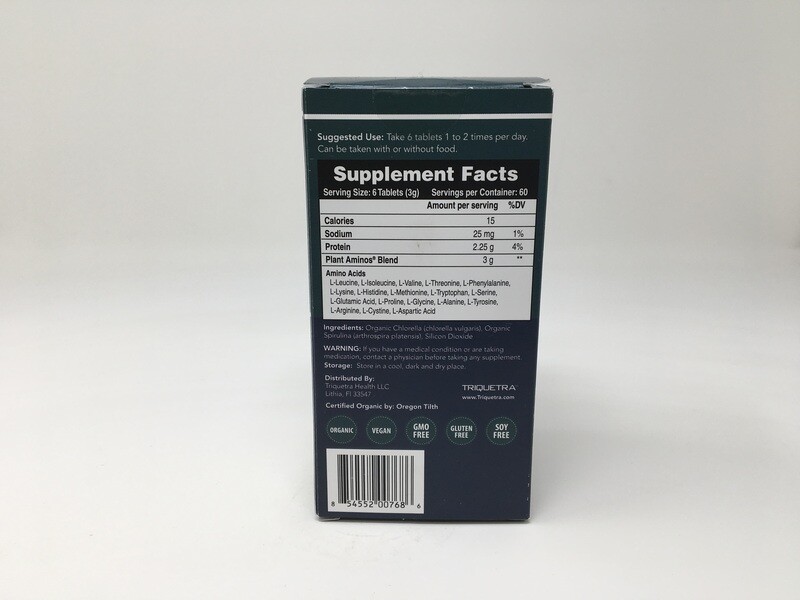 Suggested Use: Take 6 tablets 1 to 2 times per day.
Can be taken with or without food.
Supplement Facts
Serving Size: 6 Tablets (3g) Servings per Container: 60
Amount per serving %DV
Calories 15
Sodium 25 mg 1%
Protein 2.25 g 4%
Plant Aminos® Blend 3 g **
Amino Acids
L-Leucine, L-Isoleucine, L-Valine, L-Threonine, L-Phenylalanine,
L-Lysine, L-Histidine, L-Methionine, L-Tryptophan, L-Serine,
L-Glutamic Acid, L-Proline, L-Glycine, L-Alanine, L-Tyrosine,
L-Arginine, L-Cystine, L-Aspartic Acid
Ingredients: Organic Chlorella (chlorella vulgaris), Organic
Spirulina (arthrospira platensis), Silicon Dioxide
WARNING: If you have a medical condition or are taking
medication, contact a physician before taking any supplement.
Storage: Store in a cool, dark and dry place.
Distributed By:
Triquetra Health LLC
Lithia, Fl 33547
TRIQUETRA™
www.Triquetra.com
Certified Organic by: Oregon Tilth
ORGANIC
VEGAN
GMO
FREE
GLUTEN
FREE
SOY
FREE
8 54552 00768 6